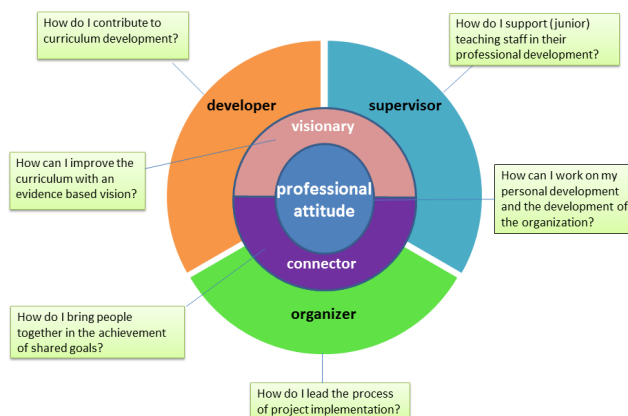 How do I contribute to
curriculum development?
How do I support (junior)
teaching staff in their
professional development?
developer
supervisor
visionary
How can I improve the
curriculum with an
evidence based vision?
professional
attitude
How can I work on my
personal development
and the development of
the organization?
connector
How do I bring people
together in the achievement
of shared goals?
organizer
How do I lead the process
of project implementation?